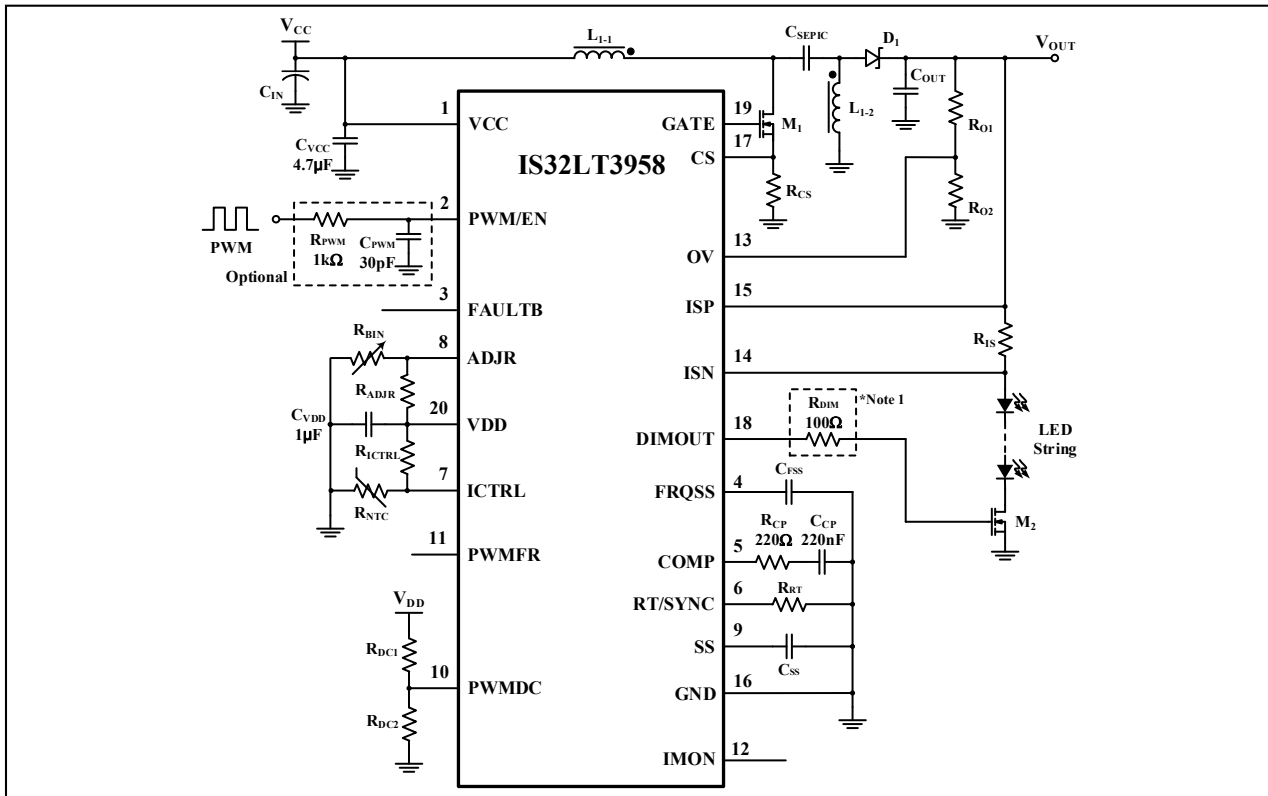 VCC
L1-1
CSEPIC
D1
VOUT
CIN
COUT
1
VCC
CVCC
4.7μF
IS32LT3958
GATE
19
M1
L1-2
RO1
CS
17
RCS
RO2
PWM
RPWM
1kΩ
CPWM
30pF
Optional
2
PWM/EN
OV
13
3
FAULTB
ISP
15
RIS
RBIN
8
ADJR
ISN
14
RADJR
CVDD
1μF
20
VDD
DIMOUT
18
RDIM
100Ω
*Note 1
LED
String
RICTRL
7
ICTRL
RNTC
FRQSS
4
CFSS
M2
11
PWMFR
COMP
5
RCP
220Ω
CCP
220nF
RT/SYNC
6
RRT
VDD
RDC1
SS
9
CSS
10
PWMDC
GND
16
RDC2
IMON
12